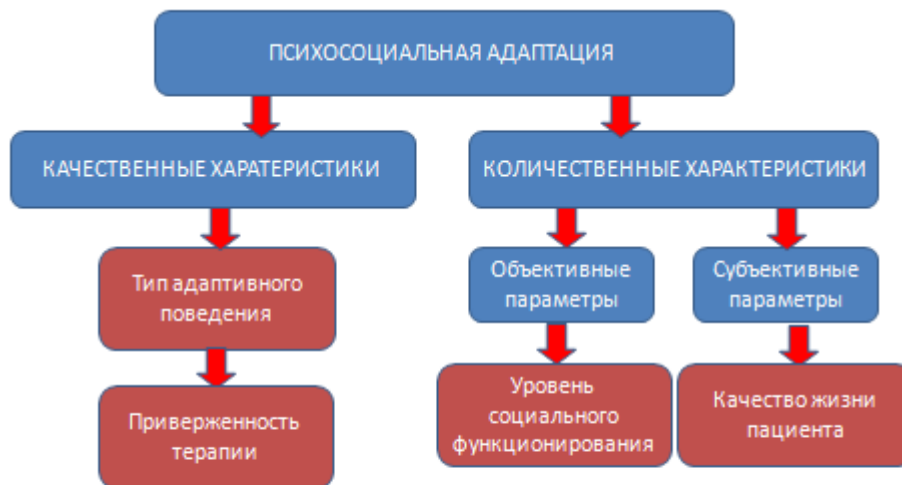 ПСИХОСОЦИАЛЬНАЯ АДАПТАЦИЯ
КАЧЕСТВЕННЫЕ ХАРАТЕРИСТИКИ
КОЛИЧЕСТВЕННЫЕ ХАРАКТЕРИСТИКИ
Тип адаптивного
поведения
Объективные
параметры
Субъективные
параметры
Приверженность
терапии
Уровень
социального
функционирования
Качество жизни
пациента